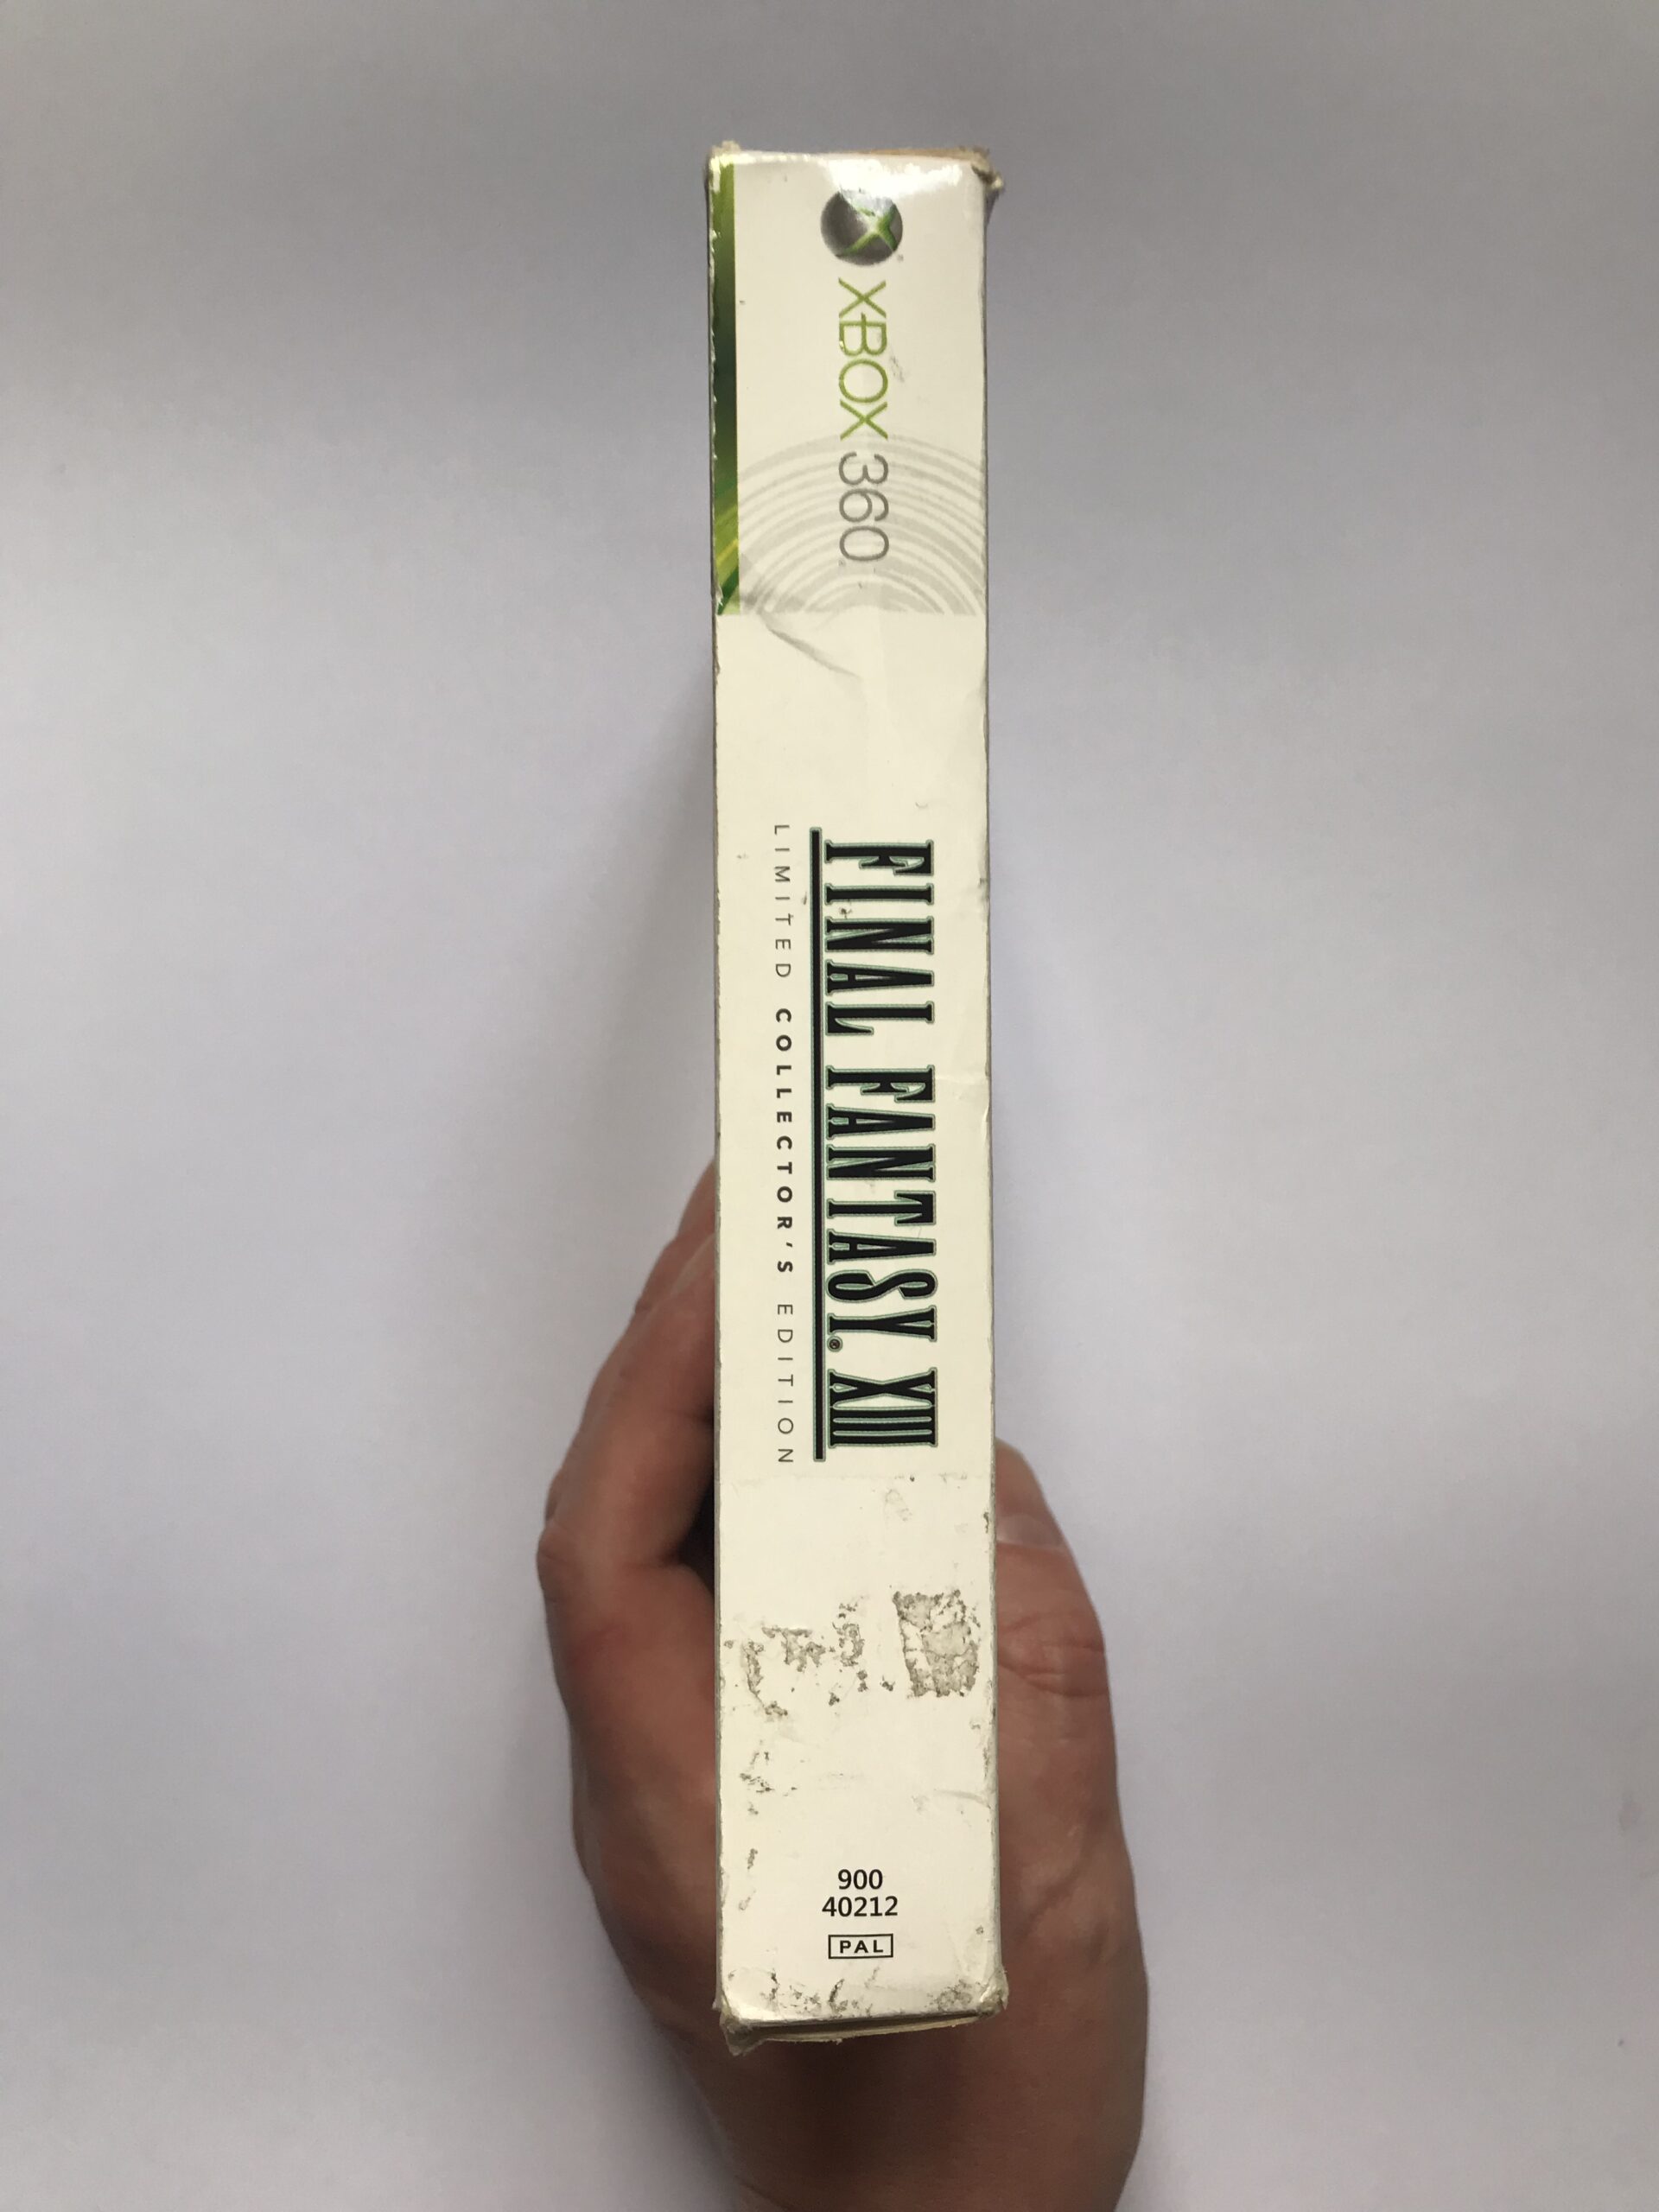 XBOX 360
FINAL FANTASY® XIII
LIMITED COLLECTOR'S EDITION
900
40212
PAL